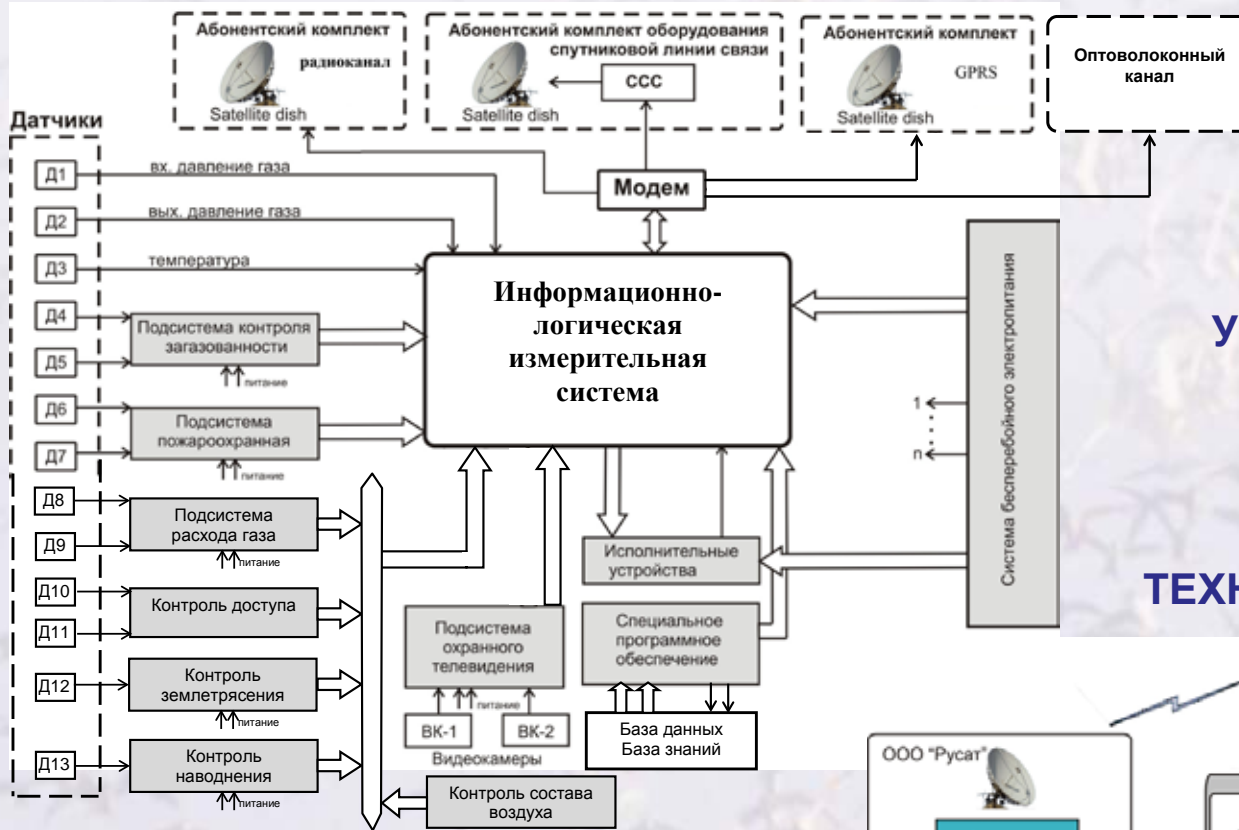 Абонентский комплект
радиоканал
Satellite dish
Абонентский комплект оборудования
спутниковой линии связи
ССС
Satellite dish
Абонентский комплект
GPRS
Satellite dish
Оптоволоконный
канал
Датчики
Д1
вх. давление газа
Д2
вых. давление газа
Д3
температура
Д4
Д5
Подсистема контроля
загазованности
питание
Д6
Д7
Подсистема
пожароохранная
питание
Д8
Д9
Подсистема
расхода газа
питание
Д10
Д11
Контроль доступа
Д12
Контроль
землетрясения
питание
Д13
Контроль
наводнения
питание
Модем
Информационно-
логическая
измерительная
система
Исполнительные
устройства
Подсистема
охранного
телевидения
питание
ВК-1
ВК-2
Видеокамеры
Специальное
программное
обеспечение
База данных
База знаний
Контроль состава
воздуха
Система бесперебойного электропитания
1
n
У
ТЕХН
ООО "Русат"